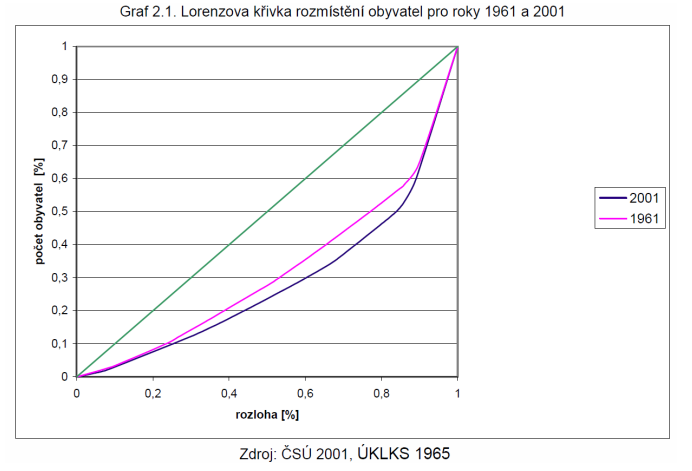 Graf 2.1. Lorenzova křivka rozmístění obyvatel pro roky 1961 a 2001
1
0,9
0,8
0,7
0,6
0,5
0,4
0,3
0,2
0,1
0
počet obyvatel [%]
0 0,2 0,4 0,6 0,8 1
rozloha [%]
2001
1961
Zdroj: ČSÚ 2001, ÚKLKS 1965